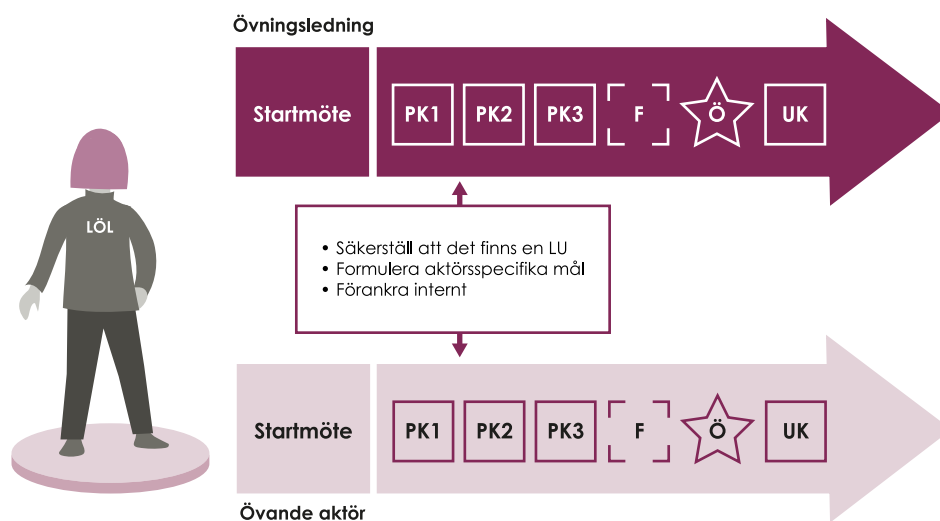 Övningsledning
Startmöte PK1 PK2 PK3 F Ö UK
LÖL
• Säkerställ att det finns en LU
• Formulera aktörsspecifika mål
• Förankra internt
Startmöte PK1 PK2 PK3 F Ö UK
Övande aktör